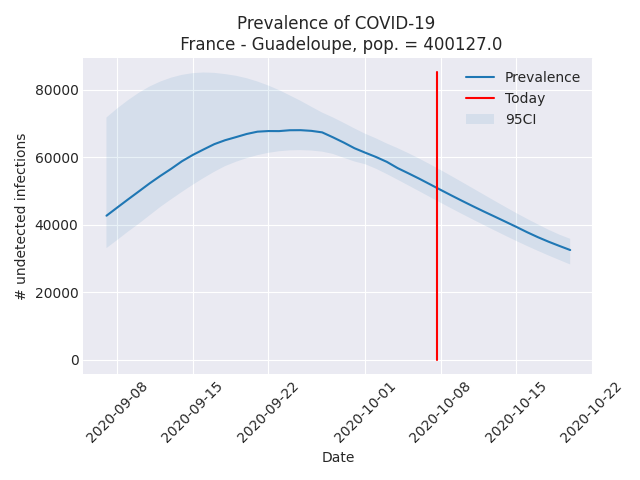 Prevalence of COVID-19
France - Guadeloupe, pop. = 400127.0
Prevalence
Today
95CI
# undetected infections
80000
60000
40000
20000
0
2020-09-08
2020-09-15
2020-09-22
2020-10-01
2020-10-08
2020-10-15
2020-10-22
Date